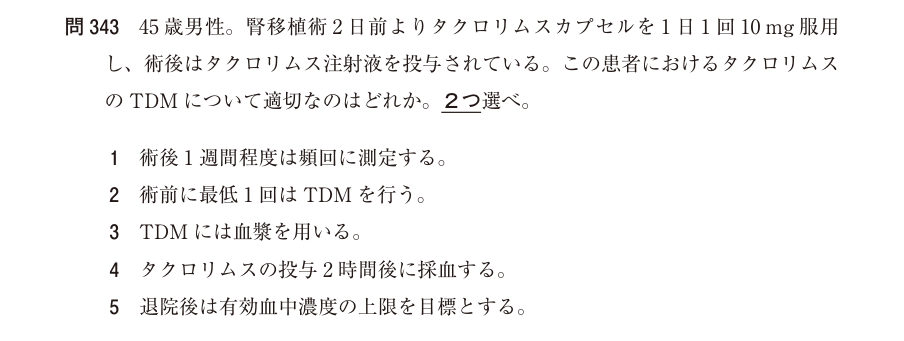 問 343 45 歳男性。腎移植術 2 日前よりタクロリムスカプセルを 1 日 1 回 10 mg 服用
し、術後はタクロリムス注射液を投与されている。この患者におけるタクロリムス
の TDM について適切なのはどれか。2つ選べ。
1 術後 1 週間程度は頻回に測定する。
2 術前に最低 1 回は TDM を行う。
3 TDM には血漿を用いる。
4 タクロリムスの投与 2 時間後に採血する。
5 退院後は有効血中濃度の上限を目標とする。